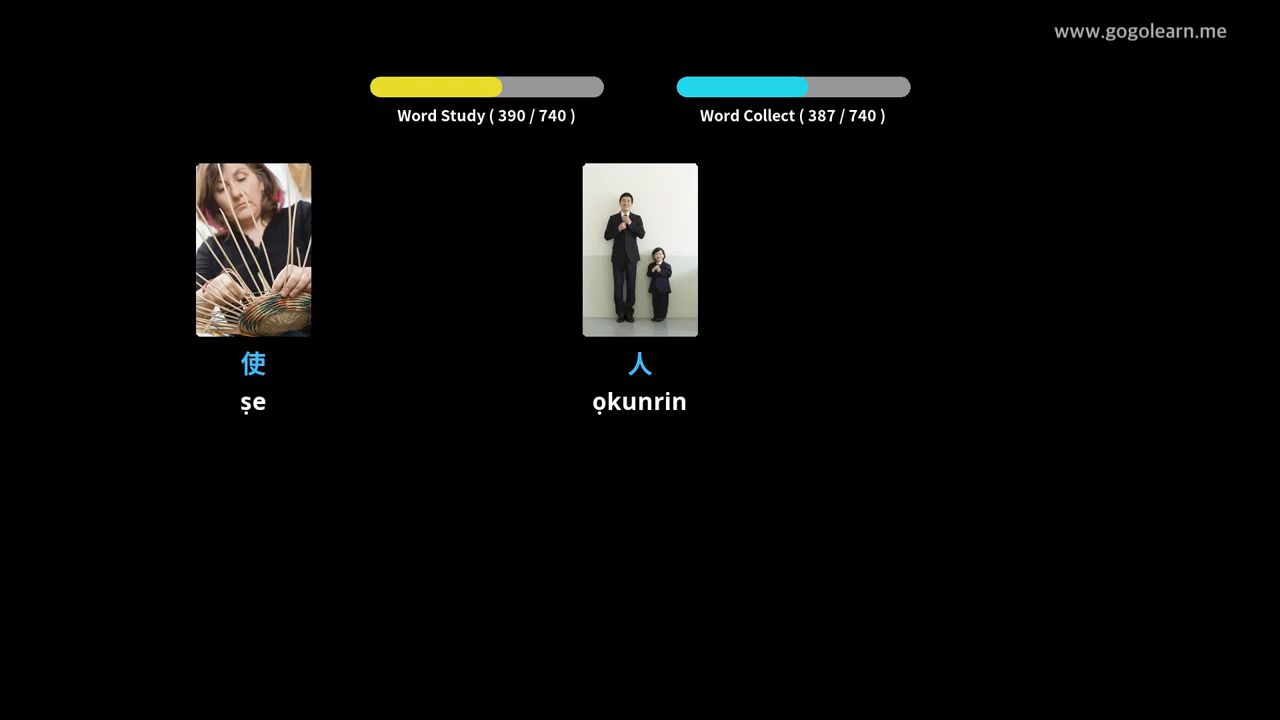 www.gogolearn.me
Word Study ( 390 / 740 )
Word Collect ( 387 / 740 )
使
ṣe
人
ọkunrin